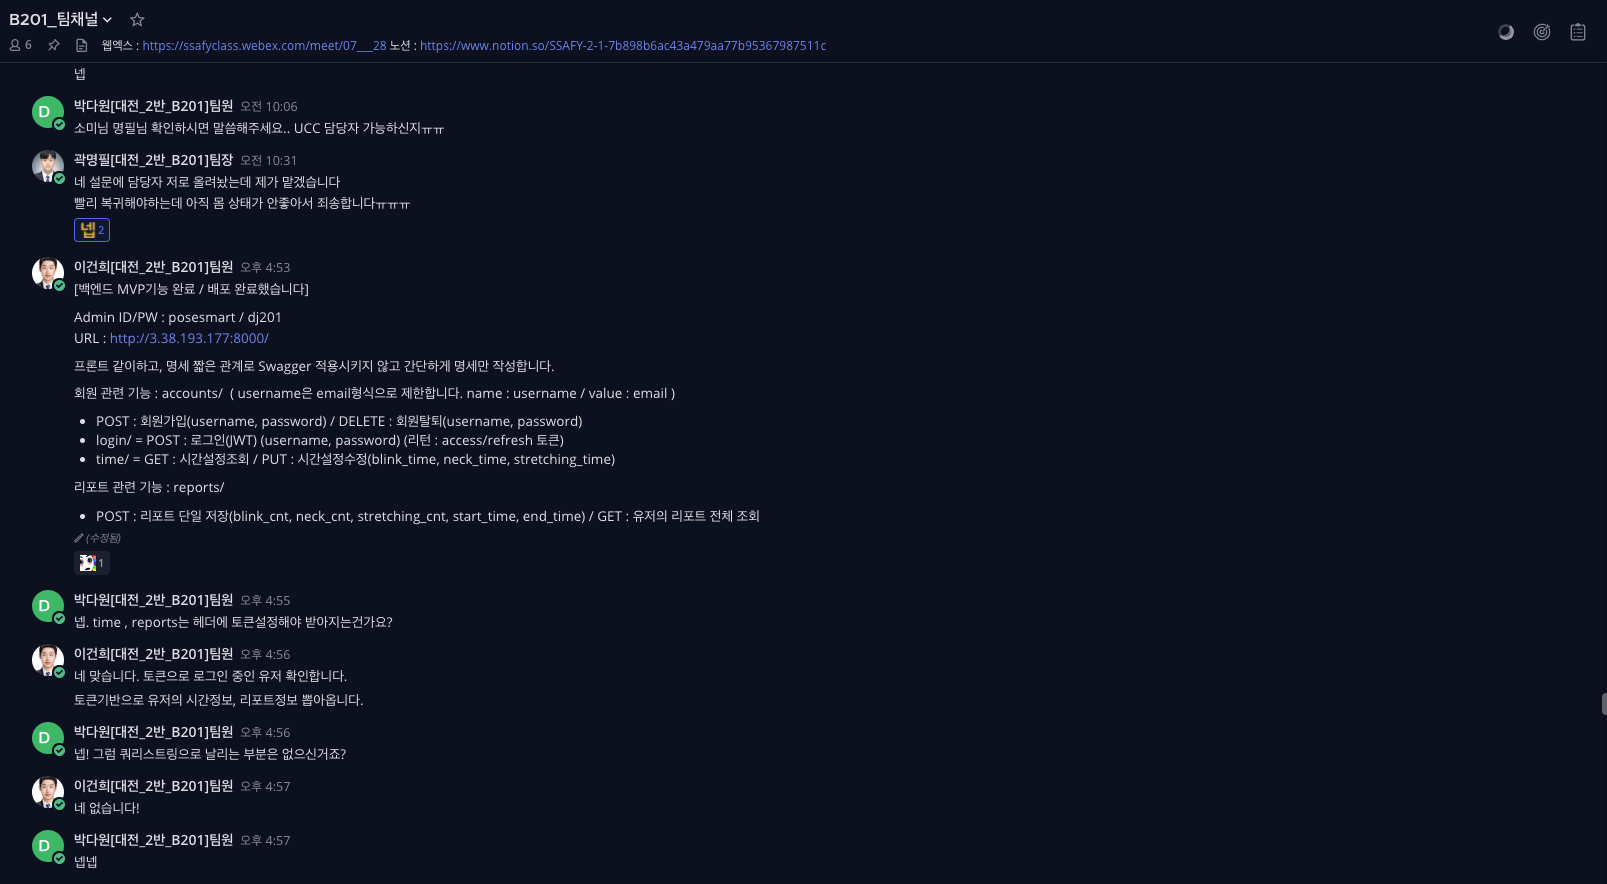 B201_팀채널
6 웹엑스 : https://ssafyclass.webex.com/meet/07___28 노션 : https://www.notion.so/SSAFY-2-1-7b898b6ac43a479aa77b95367987511c
넵
D 박다원[대전_2반_B201]팀원 오전 10:06
소미님 명필님 확인하시면 말씀해주세요.. UCC 담당자 가능하신지ㅠㅠ
곽명필[대전_2반_B201]팀장 오전 10:31
네 설문에 담당자 저로 올려놨는데 제가 맡겠습니다
빨리 복귀해야하는데 아직 몸 상태가 안좋아서 죄송합니다ㅠㅠㅠ
넵 2
이건희[대전_2반_B201]팀원 오후 4:53
[백엔드 MVP기능 완료 / 배포 완료했습니다]
Admin ID/PW : posesmart / dj201
URL : http://3.38.193.177:8000/
프론트 같이하고, 명세 짧은 관계로 Swagger 적용시키지 않고 간단하게 명세만 작성합니다.
회원 관련 기능 : accounts/ ( username은 email형식으로 제한합니다. name : username / value : email )
• POST : 회원가입(username, password) / DELETE : 회원탈퇴(username, password)
• login/ = POST : 로그인(JWT) (username, password) (리턴 : access/refresh 토큰)
• time/ = GET : 시간설정조회 / PUT : 시간설정수정(blink_time, neck_time, stretching_time)
리포트 관련 기능 : reports/
• POST : 리포트 단일 저장(blink_cnt, neck_cnt, stretching_cnt, start_time, end_time) / GET : 유저의 리포트 전체 조회
(수정됨)
1
D 박다원[대전_2반_B201]팀원 오후 4:55
넵. time , reports는 헤더에 토큰설정해야 받아지는건가요?
이건희[대전_2반_B201]팀원 오후 4:56
네 맞습니다. 토큰으로 로그인 중인 유저 확인합니다.
토큰기반으로 유저의 시간정보, 리포트정보 뽑아옵니다.
D 박다원[대전_2반_B201]팀원 오후 4:56
넵! 그럼 쿼리스트링으로 날리는 부분은 없으신거죠?
이건희[대전_2반_B201]팀원 오후 4:57
네 없습니다!
D 박다원[대전_2반_B201]팀원 오후 4:57
넵넵